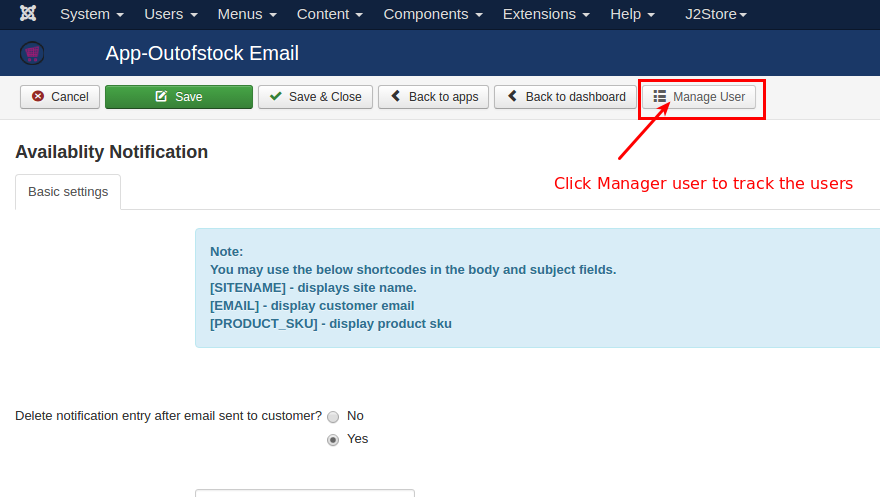 System Users Menus Content Components Extensions Help J2Store
App-Outofstock Email
Cancel Save Save & Close Back to apps Back to dashboard Manage User
Click Manager user to track the users
Availablity Notification
Basic settings
Note:
You may use the below shortcodes in the body and subject fields.
[SITENAME] - displays site name.
[EMAIL] - display customer email
[PRODUCT_SKU] - display product sku
Delete notification entry after email sent to customer? No
Yes